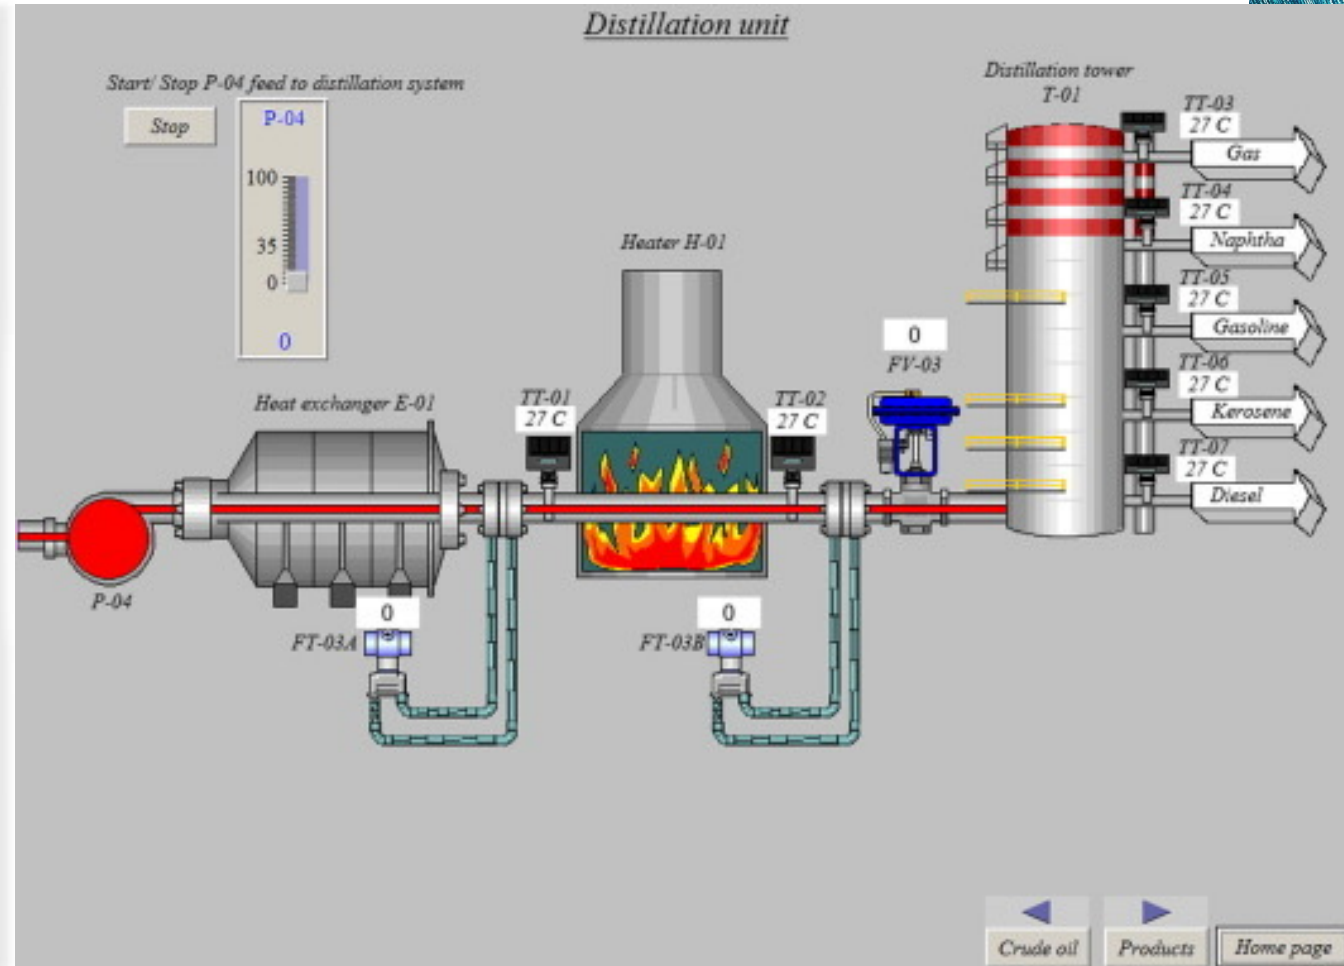 Distillation unit
Start/ Stop P-04 feed to distillation system
Stop
P-04
100
35
0
0
Distillation tower
T-01
TT-03
27 C
Gas
TT-04
27 C
Naphtha
TT-05
27 C
Gasoline
TT-06
27 C
Kerosene
TT-07
27 C
Diesel
Heater H-01
0
FV-03
Heat exchanger E-01
TT-01
27 C
TT-02
27 C
P-04
0
FT-03A
0
FT-03B
Crude oil
Products
Home page